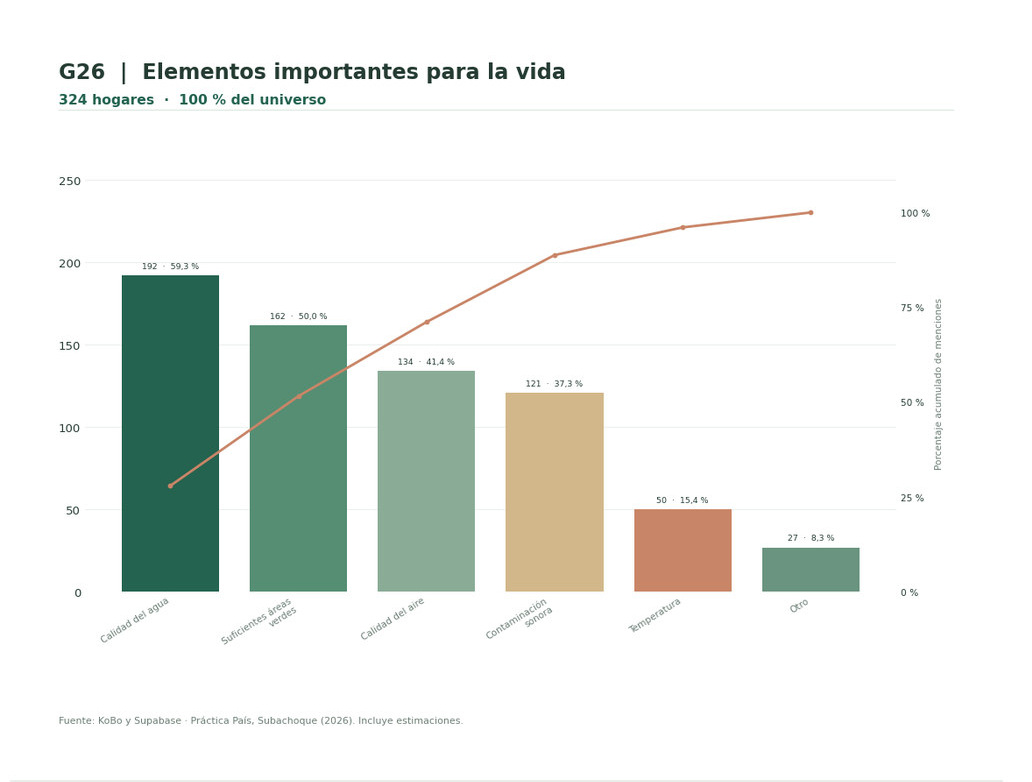 G26 | Elementos importantes para la vida
324 hogares · 100 % del universo
250
200
150
100
50
0
192 · 59,3 %
162 · 50,0 %
134 · 41,4 %
121 · 37,3 %
50 · 15,4 %
27 · 8,3 %
100 %
75 %
50 %
25 %
0 %
Porcentaje acumulado de menciones
Calidad del agua
Suficientes áreas
verdes
Calidad del aire
Contaminación
sonora
Temperatura
Otro
Fuente: KoBo y Supabase · Práctica País, Subachoque (2026). Incluye estimaciones.